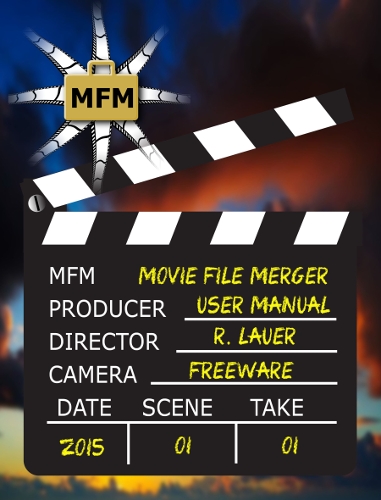 MFM
MFM MOVIE FILE MERGER
PRODUCER USER MANUAL
DIRECTOR R. LAUER
CAMERA FREEWARE
DATE SCENE TAKE
2015 01 01